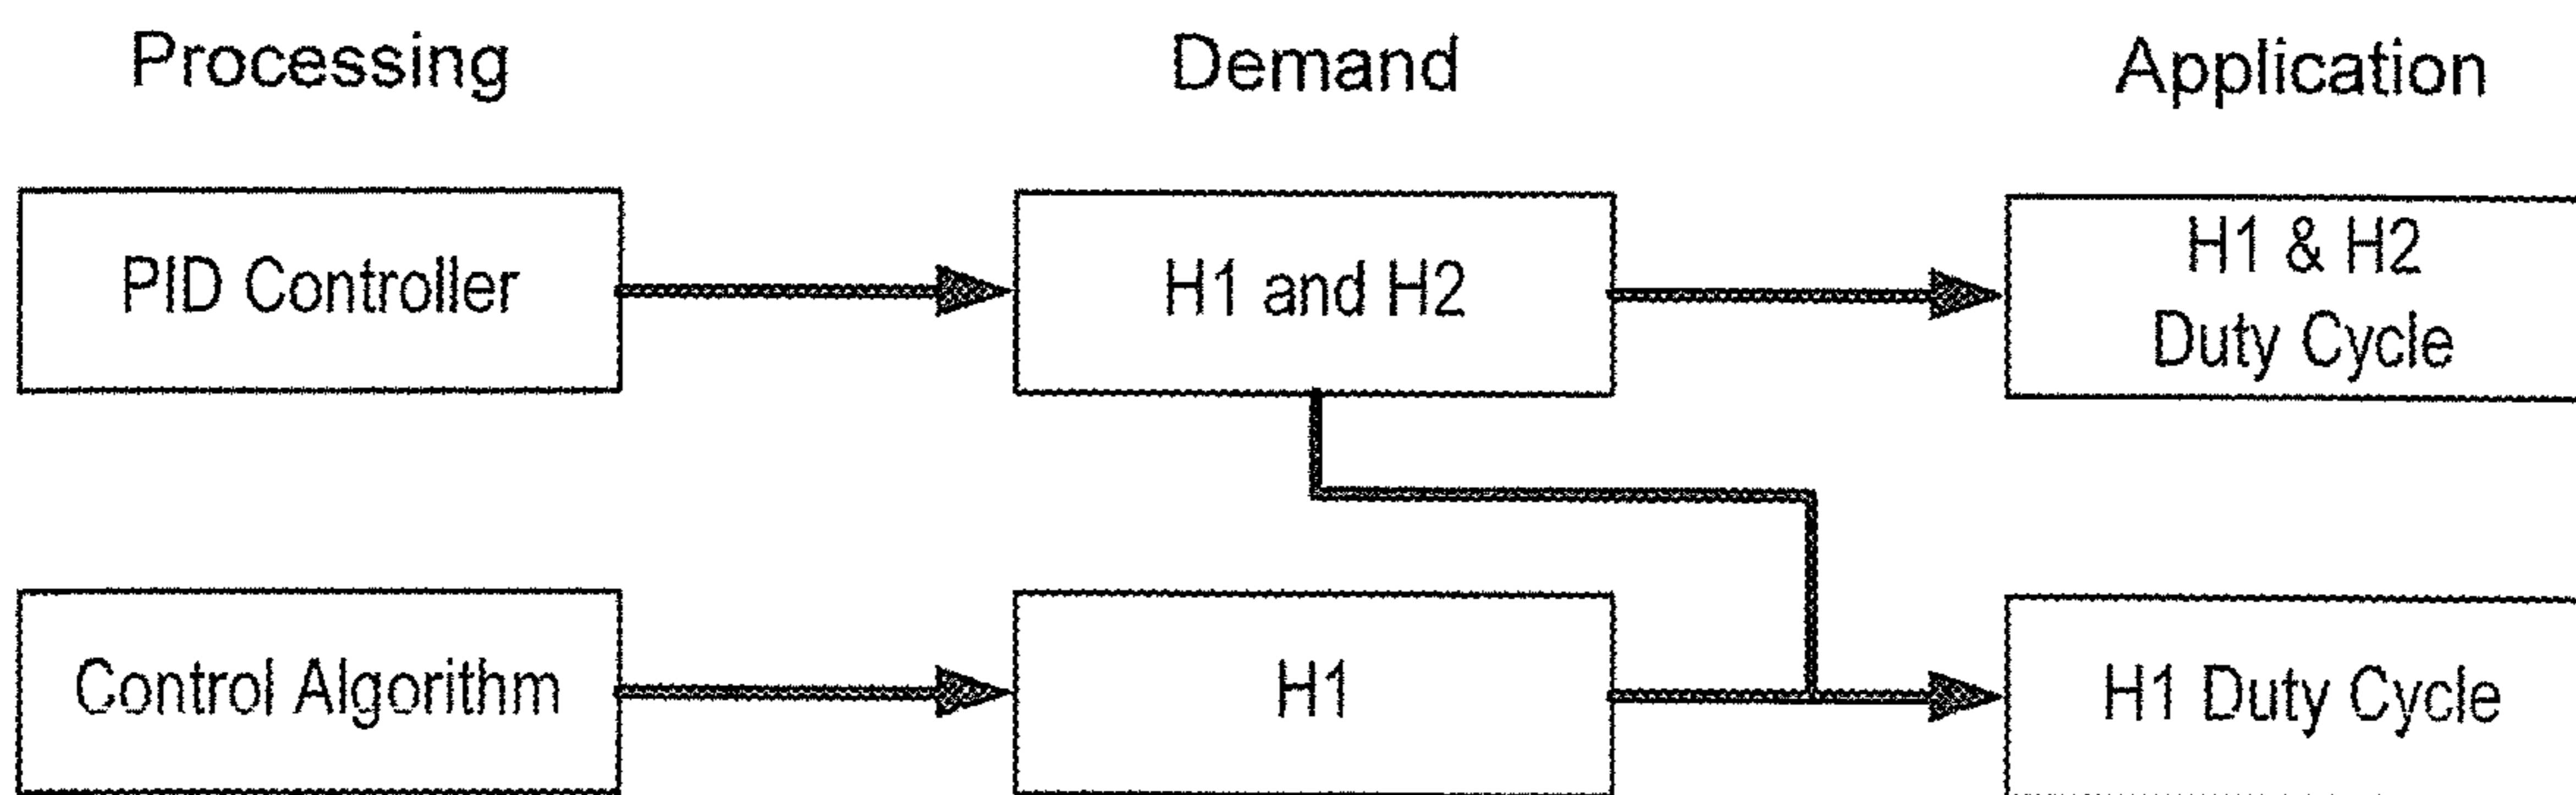 Processing
Demand
Application
PID Controller
H1 and H2
H1 & H2
Duty Cycle
Control Algorithm
H1
H1 Duty Cycle